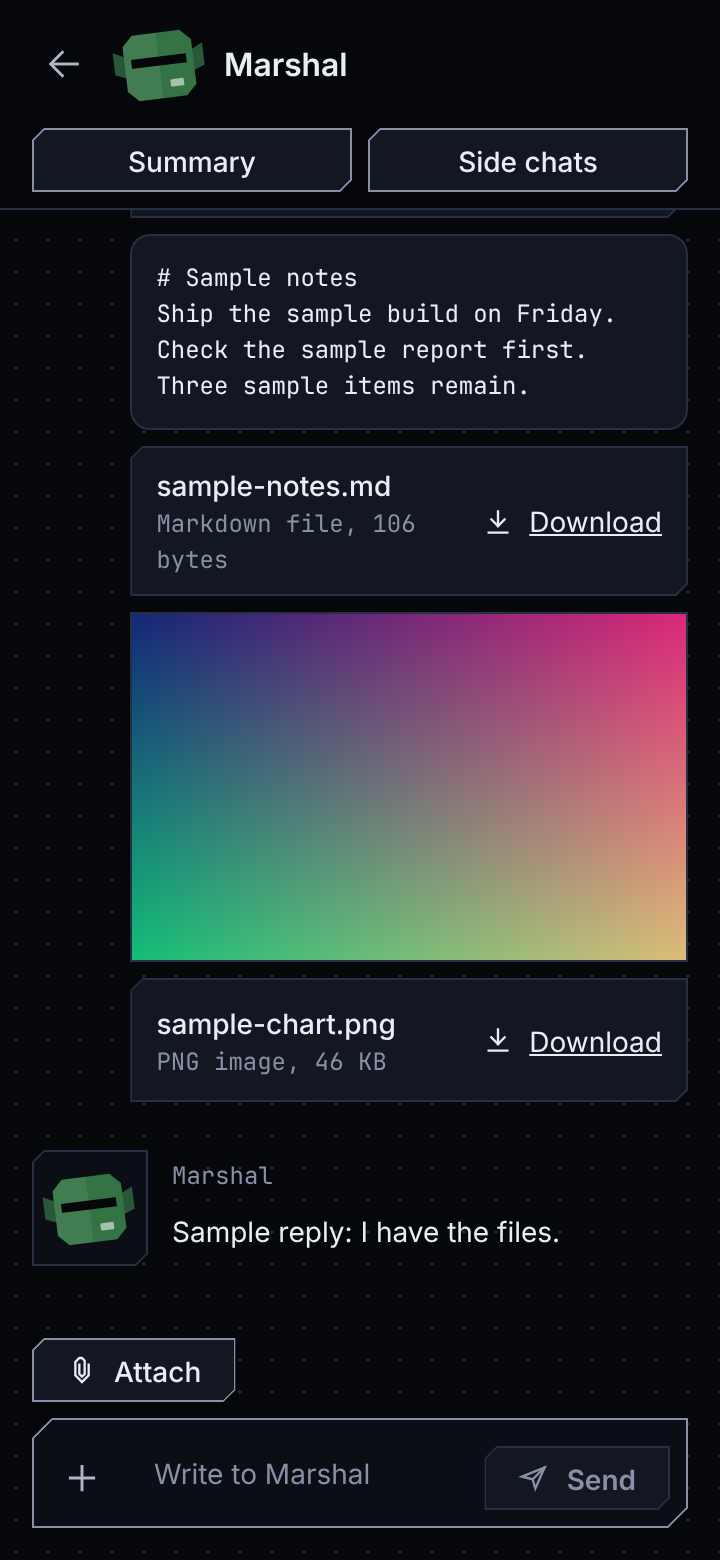 Marshal
Summary
Side chats
# Sample notes
Ship the sample build on Friday.
Check the sample report first.
Three sample items remain.
sample-notes.md
Markdown file, 106
bytes
Download
sample-chart.png
PNG image, 46 KB
Download
Marshal
Sample reply: I have the files.
Attach
Write to Marshal
Send